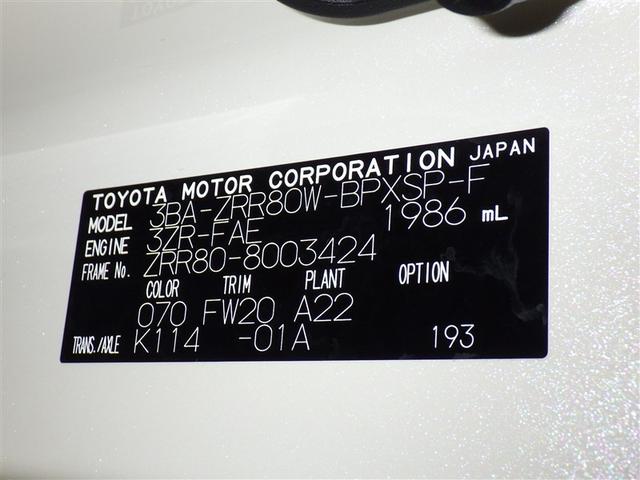 TOYOTA MOTOR CORPORATION JAPAN
MODEL 3BA-ZRR80W-BPXSP-F
ENGINE 3ZR-FAE 1986 mL
FRAME No. ZRR80-8003424
COLOR TRIM PLANT OPTION
070 FW20 A22
TRANS./AXLE K114 -01A 193